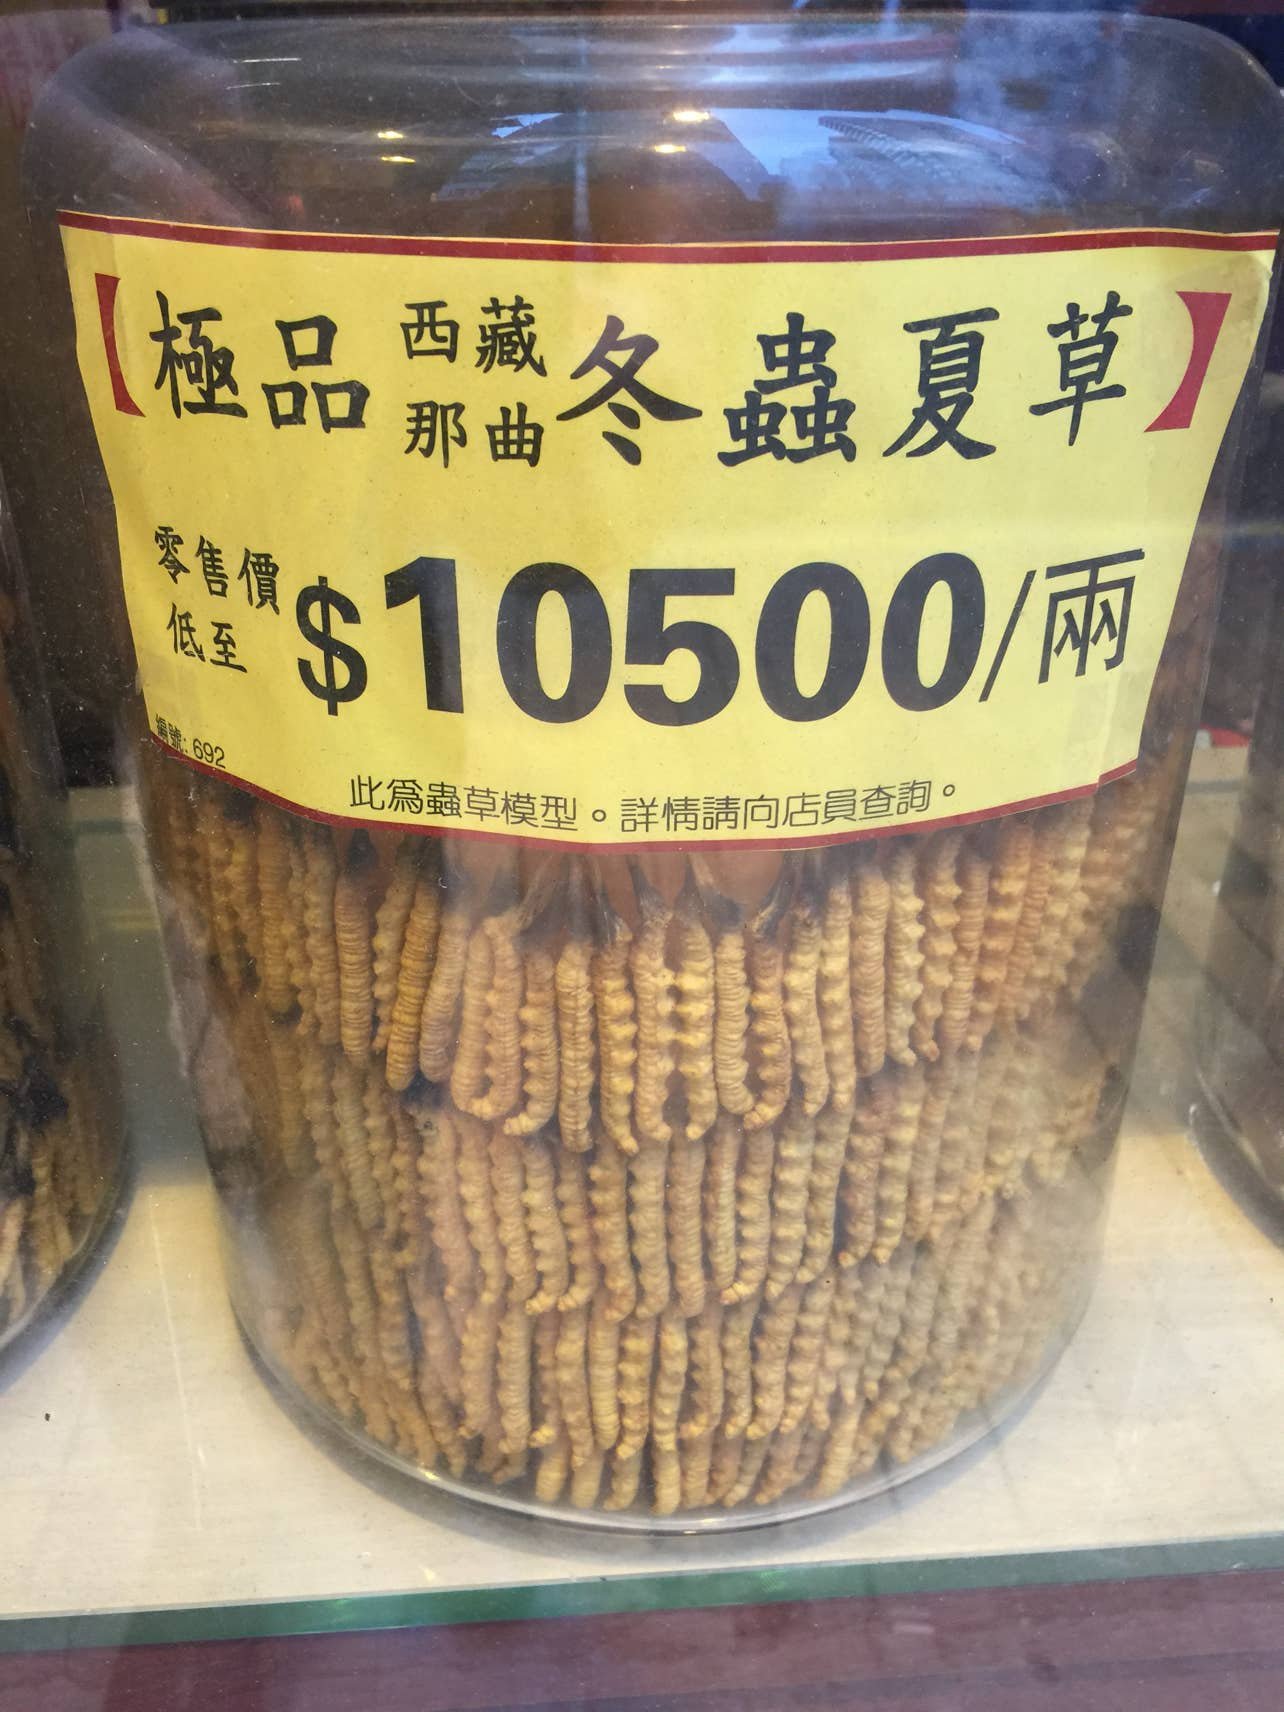 【極品西藏那曲冬蟲夏草】
零售價低至$10500/兩
編號: 692
此為蟲草模型。詳情請向店員查詢。